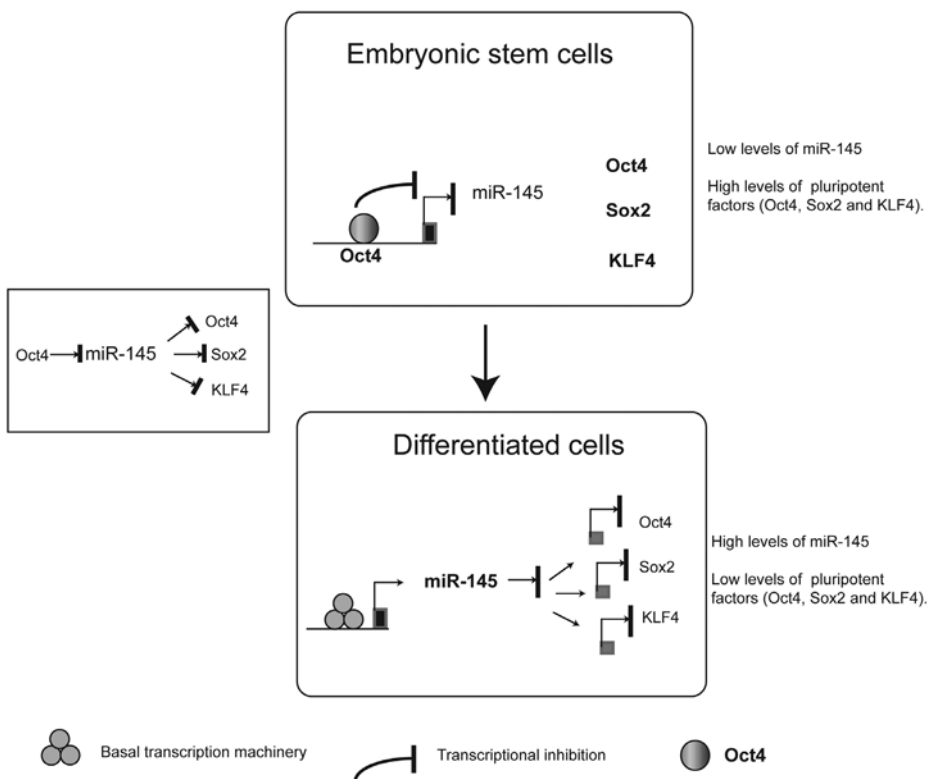 Embryonic stem cells
miR-145
Oct4
Oct4
Sox2
KLF4
Low levels of miR-145
High levels of pluripotent
factors (Oct4, Sox2 and KLF4).
Oct4 miR-145 Oct4
Sox2
KLF4
Differentiated cells
miR-145
Oct4
Sox2
KLF4
High levels of miR-145
Low levels of pluripotent
factors (Oct4, Sox2 and KLF4).
Basal transcription machinery
Transcriptional inhibition
Oct4